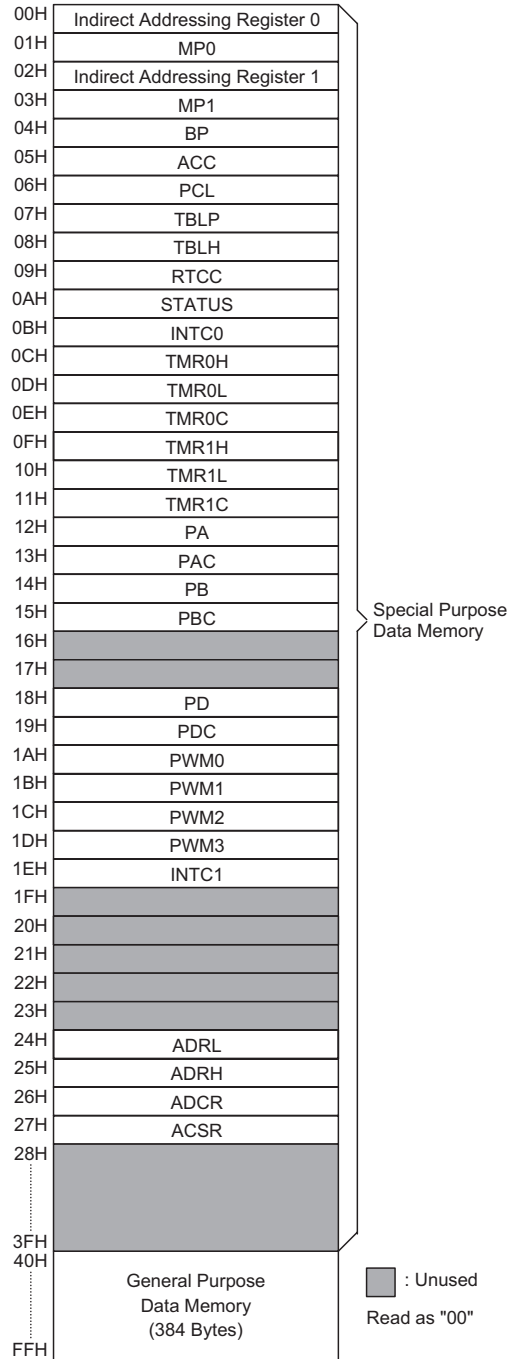 00H Indirect Addressing Register 0
01H MP0
02H Indirect Addressing Register 1
03H MP1
04H BP
05H ACC
06H PCL
07H TBLP
08H TBLH
09H RTCC
0AH STATUS
0BH INTC0
0CH TMR0H
0DH TMR0L
0EH TMR0C
0FH TMR1H
10H TMR1L
11H TMR1C
12H PA
13H PAC
14H PB
15H PBC
Special Purpose
Data Memory
16H
17H
18H PD
19H PDC
1AH PWM0
1BH PWM1
1CH PWM2
1DH PWM3
1EH INTC1
1FH
20H
21H
22H
23H
24H ADRL
25H ADRH
26H ADCR
27H ACSR
28H
3FH
40H
General Purpose
Data Memory
(384 Bytes)
FFH
: Unused
Read as "00"